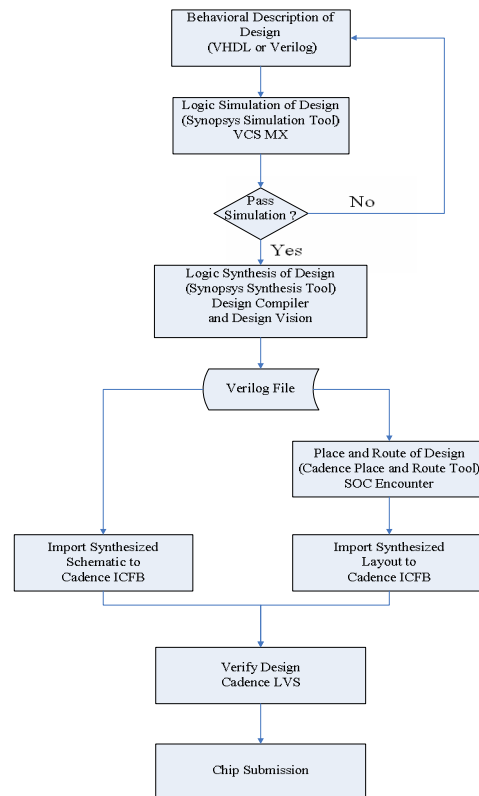 Behavioral Description of
Design
(VHDL or Verilog)
Logic Simulation of Design
(Synopsys Simulation Tool)
VCS MX
Pass
Simulation ?
No
Yes
Logic Synthesis of Design
(Synopsys Synthesis Tool)
Design Compiler
and Design Vision
Verilog File
Place and Route of Design
(Cadence Place and Route Tool)
SOC Encounter
Import Synthesized
Schematic to
Cadence ICFB
Import Synthesized
Layout to
Cadence ICFB
Verify Design
Cadence LVS
Chip Submission